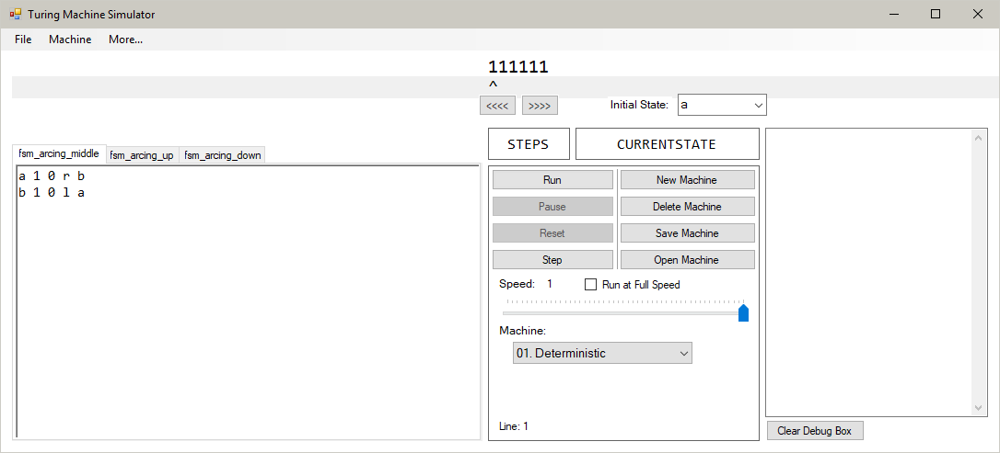 Turing Machine Simulator
File Machine More...
111111
^
<<<< >>>> Initial State: a
fsm_arcing_middle fsm_arcing_up fsm_arcing_down
a 1 0 r b
b 1 0 l a
STEPS CURRENTSTATE
Run New Machine
Pause Delete Machine
Reset Save Machine
Step Open Machine
Speed: 1 Run at Full Speed
Machine:
01. Deterministic
Line: 1
Clear Debug Box